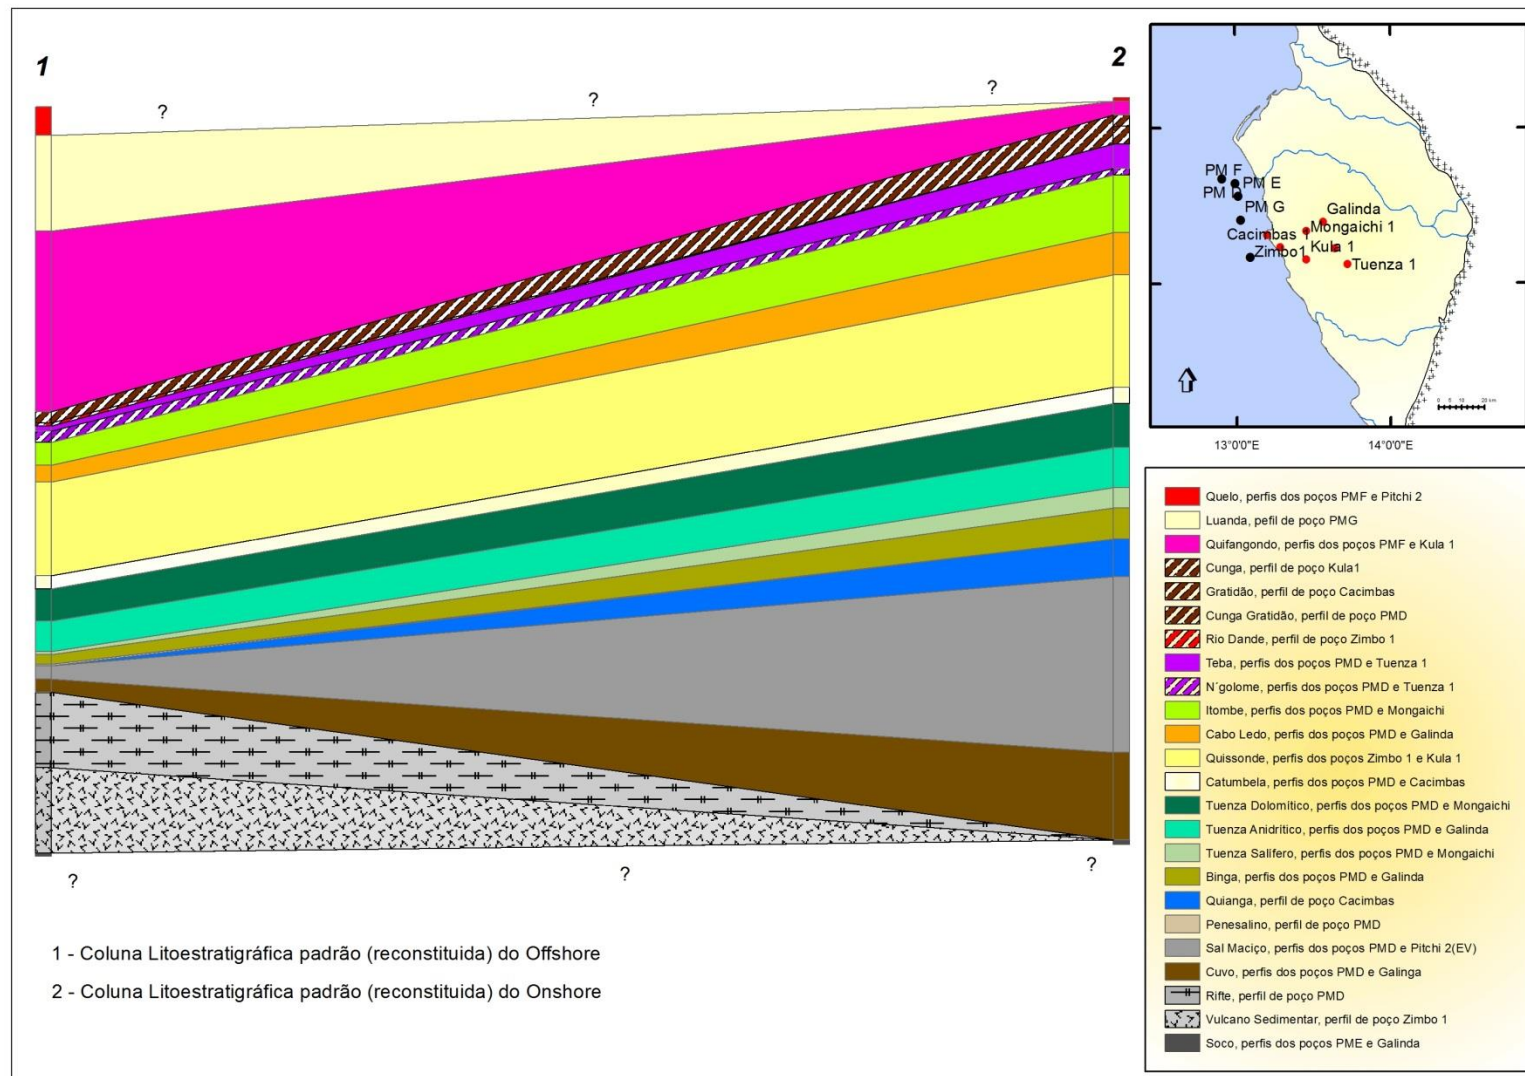 1
2
?
?
?
PM F
PM E
PM D
PM G
Galinda
Mongaichi 1
Cacimbas 1
Zimbo1
Kula 1
Tuenza 1
0 5 10 20 km
13°0'0"E
14°0'0"E
?
?
?
1 - Coluna Litoestratigráfica padrão (reconstituida) do Offshore
2 - Coluna Litoestratigráfica padrão (reconstituida) do Onshore
Quelo, perfis dos poços PMF e Pitchi 2
Luanda, pefil de poço PMG
Quifangondo, perfis dos poços PMF e Kula 1
Cunga, perfil de poço Kula1
Gratidão, perfil de poço Cacimbas
Cunga Gratidão, perfil de poço PMD
Rio Dande, perfil de poço Zimbo 1
Teba, perfis dos poços PMD e Tuenza 1
N´golome, perfis dos poços PMD e Tuenza 1
Itombe, perfis dos poços PMD e Mongaichi
Cabo Ledo, perfis dos poços PMD e Galinda
Quissonde, perfis dos poços Zimbo 1 e Kula 1
Catumbela, perfis dos poços PMD e Cacimbas
Tuenza Dolomítico, perfis dos poços PMD e Mongaichi
Tuenza Anidritico, perfis dos poços PMD e Galinda
Tuenza Salífero, perfis dos poços PMD e Mongaichi
Binga, perfis dos poços PMD e Galinda
Quianga, perfil de poço Cacimbas
Penesalino, perfil de poço PMD
Sal Maciço, perfis dos poços PMD e Pitchi 2(EV)
Cuvo, perfis dos poços PMD e Galinga
Rifte, perfil de poço PMD
Vulcano Sedimentar, perfil de poço Zimbo 1
Soco, perfis dos poços PME e Galinda